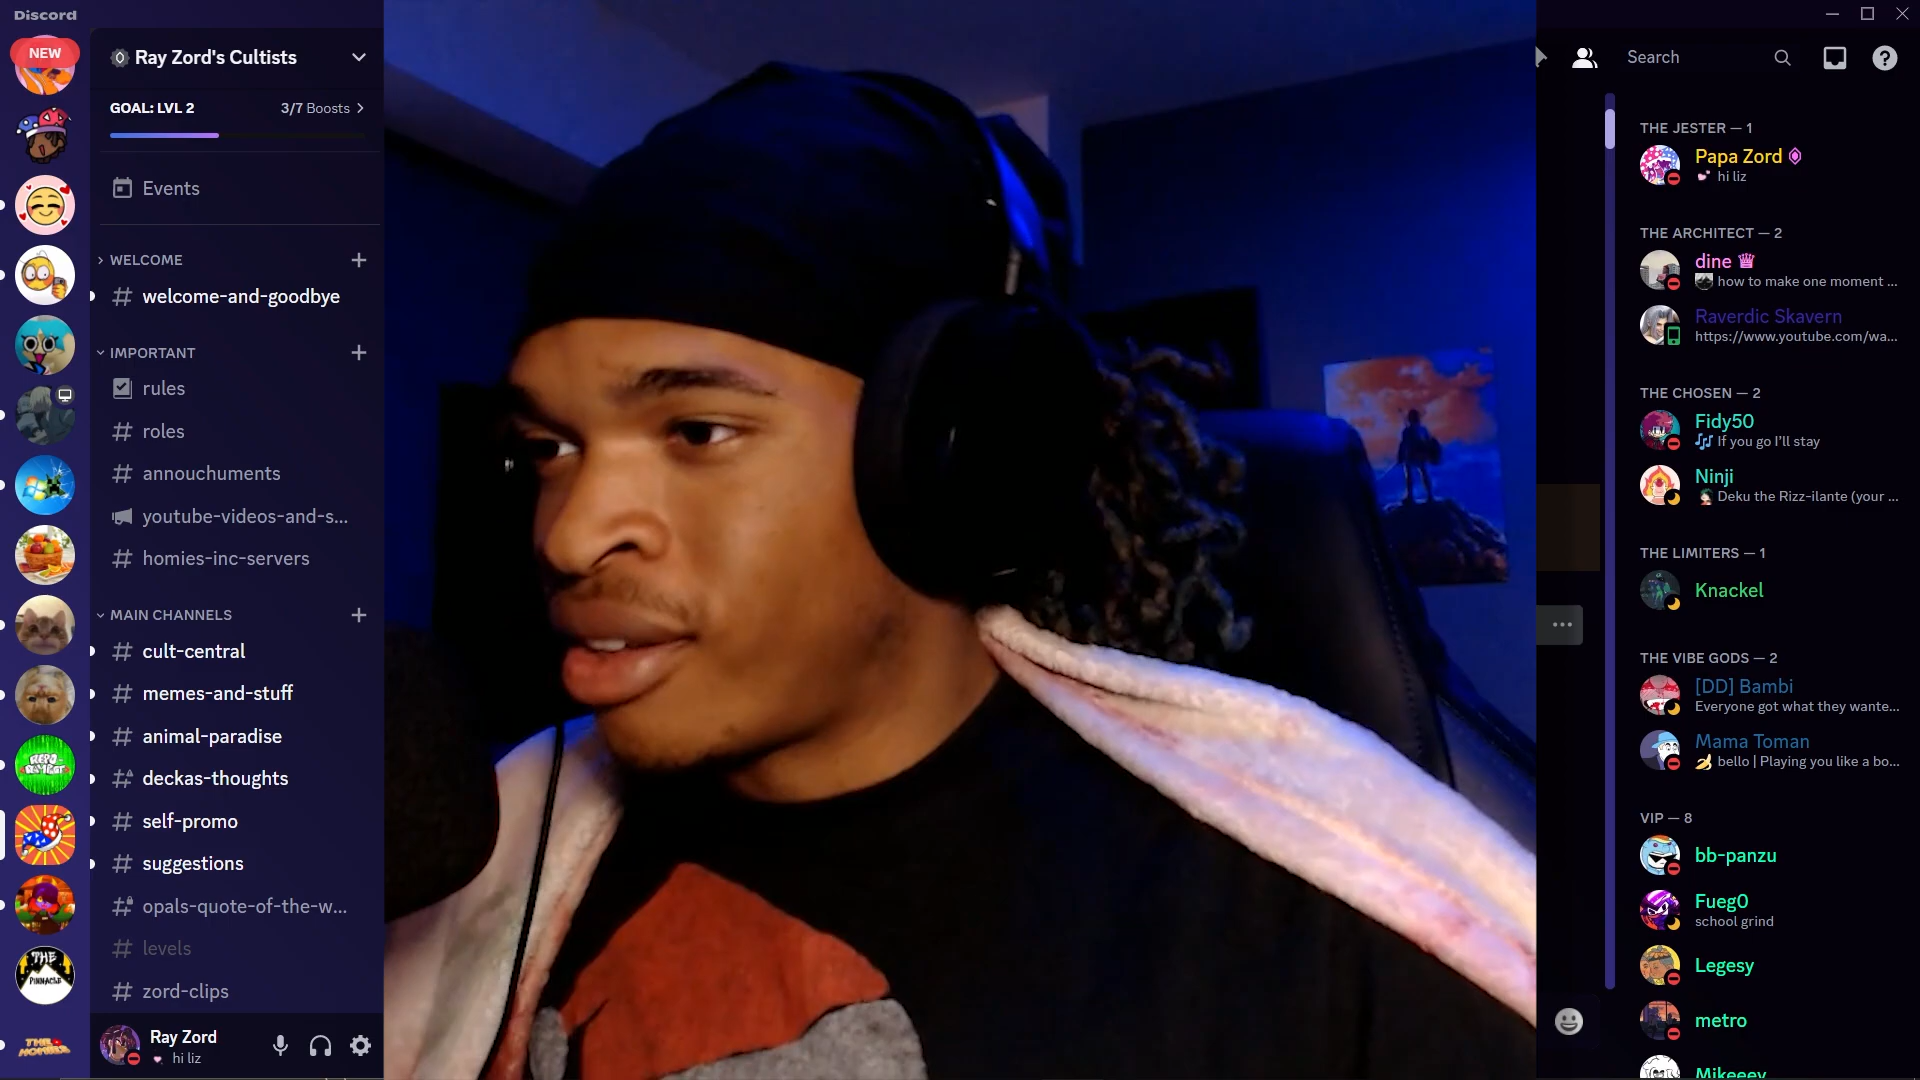 Discord
NEW
Ray Zord's Cultists
GOAL: LVL 2
3/7 Boosts
Events
WELCOME
welcome-and-goodbye
IMPORTANT
rules
roles
annouchuments
youtube-videos-and-s...
homies-inc-servers
MAIN CHANNELS
cult-central
memes-and-stuff
animal-paradise
deckas-thoughts
self-promo
suggestions
opals-quote-of-the-w...
levels
zord-clips
Ray Zord
hi liz
THE PINNACLE
Search
THE JESTER — 1
Papa Zord
hi liz
THE ARCHITECT — 2
dine
how to make one moment ...
Raverdic Skavern
https://www.youtube.com/wa...
THE CHOSEN — 2
Fidy50
If you go I'll stay
Ninji
Deku the Rizz-ilante (your ...
THE LIMITERS — 1
Knackel
THE VIBE GODS — 2
[DD] Bambi
Everyone got what they wante...
Mama Toman
bello | Playing you like a bo...
VIP — 8
bb-panzu
Fueg0
school grind
Legesy
metro
Mikeeey